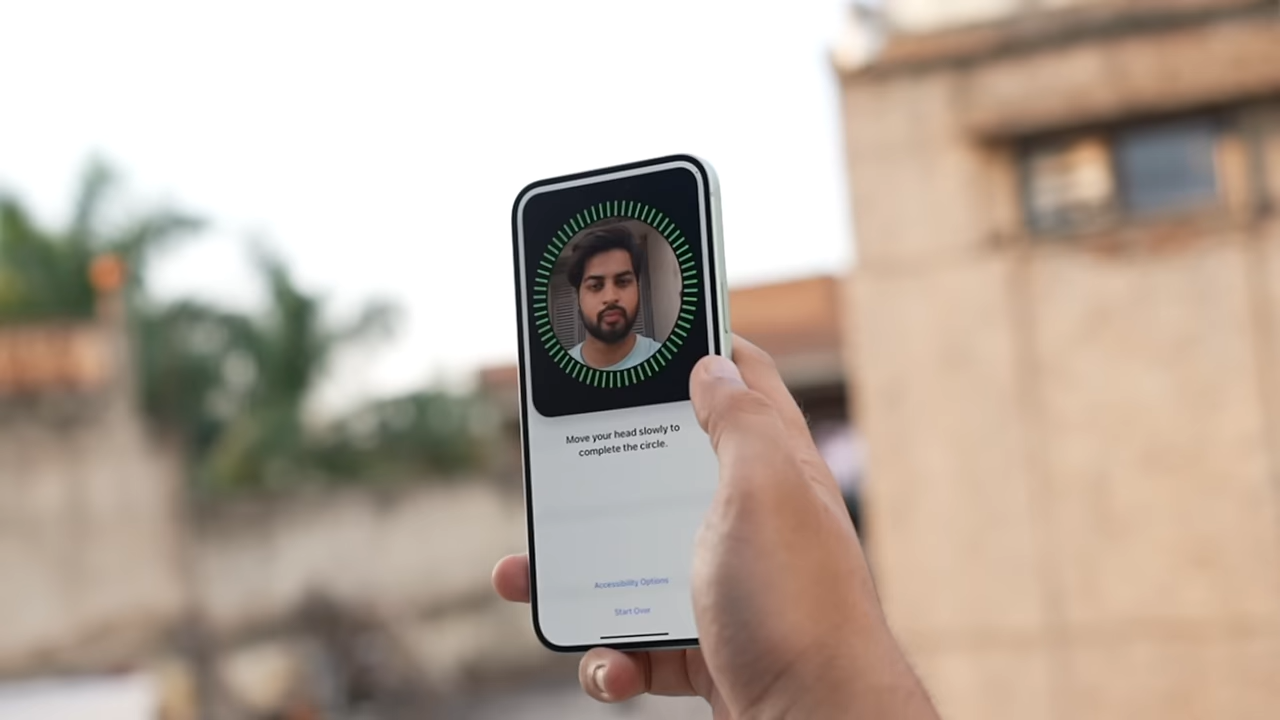 Move your head slowly to
complete the circle.
Accessibility Options
Start Over